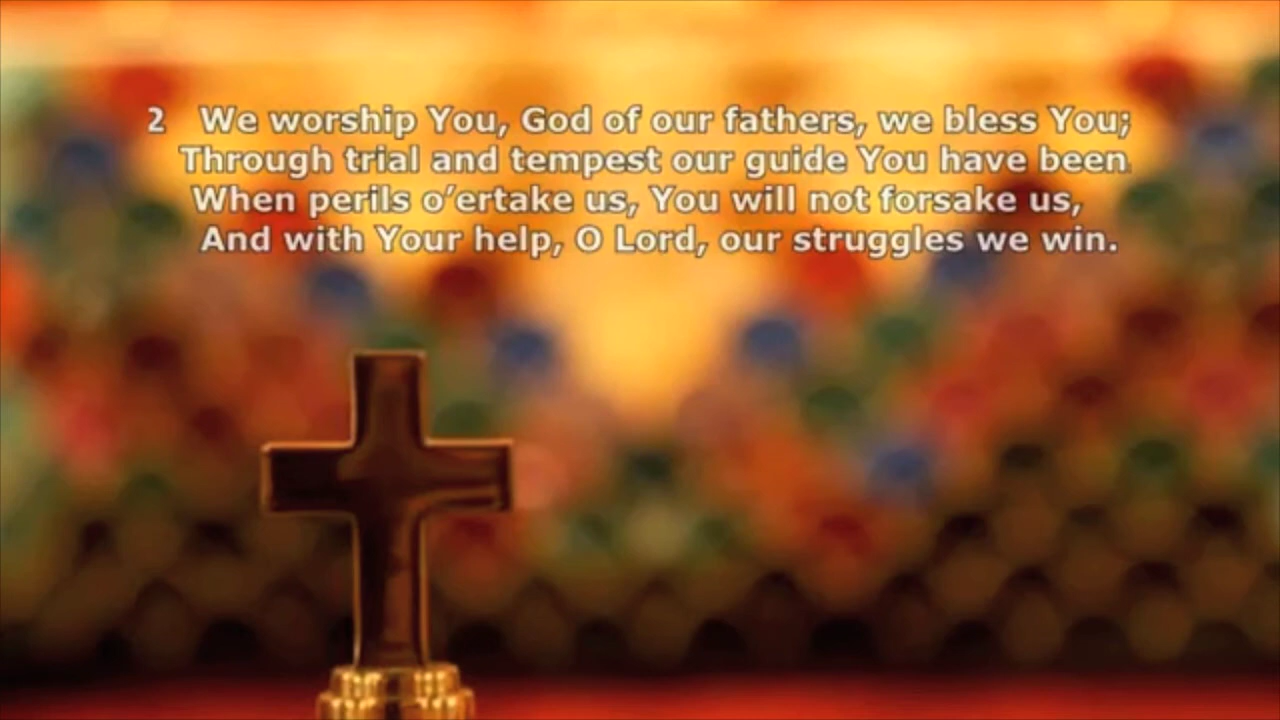 2 We worship You, God of our fathers, we bless You;
Through trial and tempest our guide You have been
When perils o’ertake us, You will not forsake us,
And with Your help, O Lord, our struggles we win.